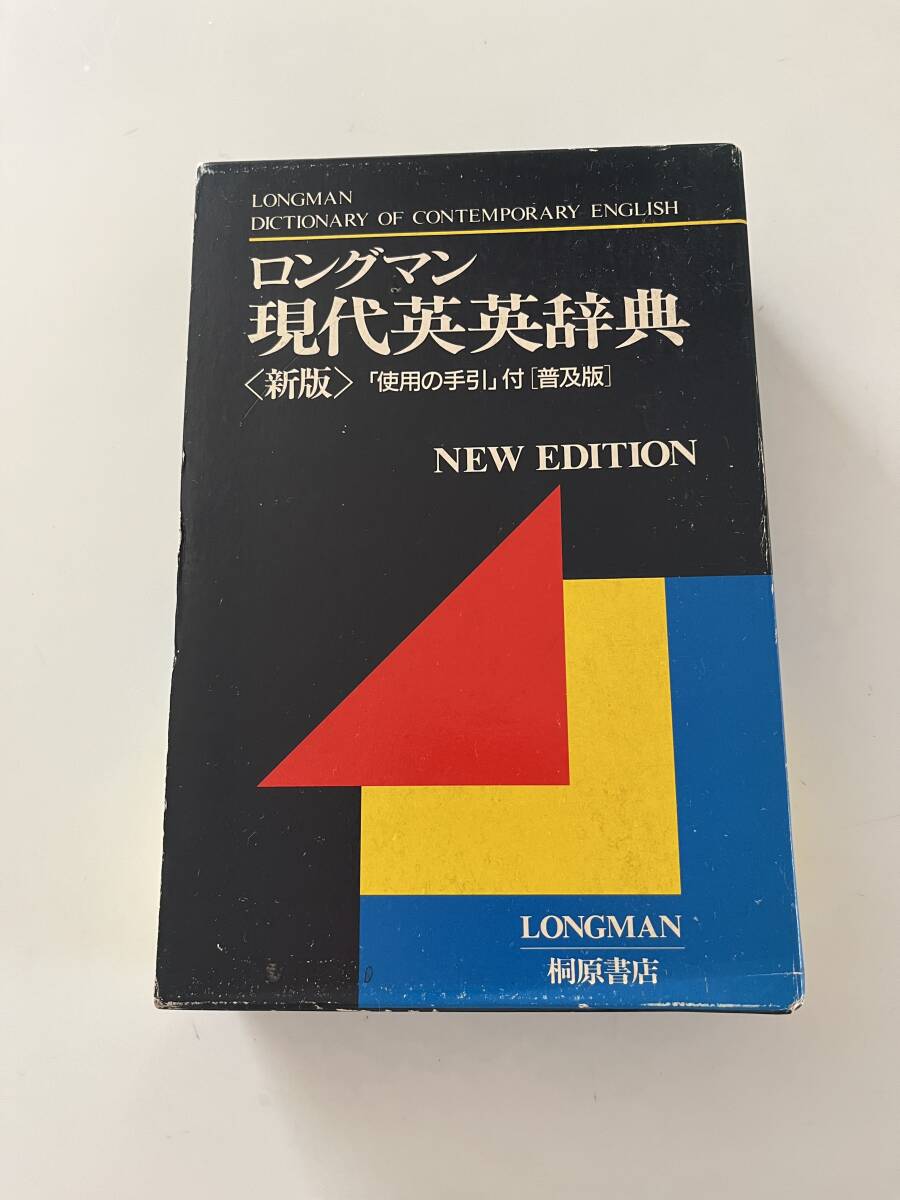 LONGMAN
DICTIONARY OF CONTEMPORARY ENGLISH
ロングマン
現代英英辞典
〈新版〉「使用の手引」付［普及版］
NEW EDITION
LONGMAN
桐原書店